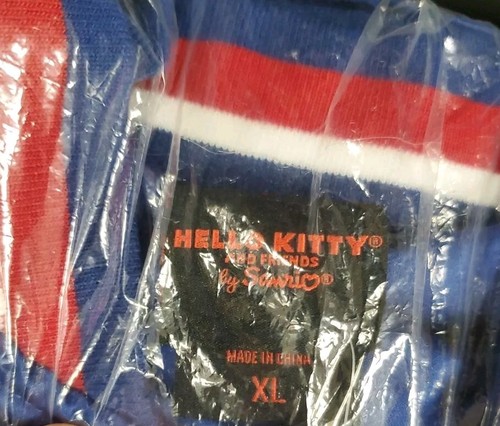 HELLO KITTY®
AND FRIENDS
by Sanrio®
MADE IN CHINA
XL